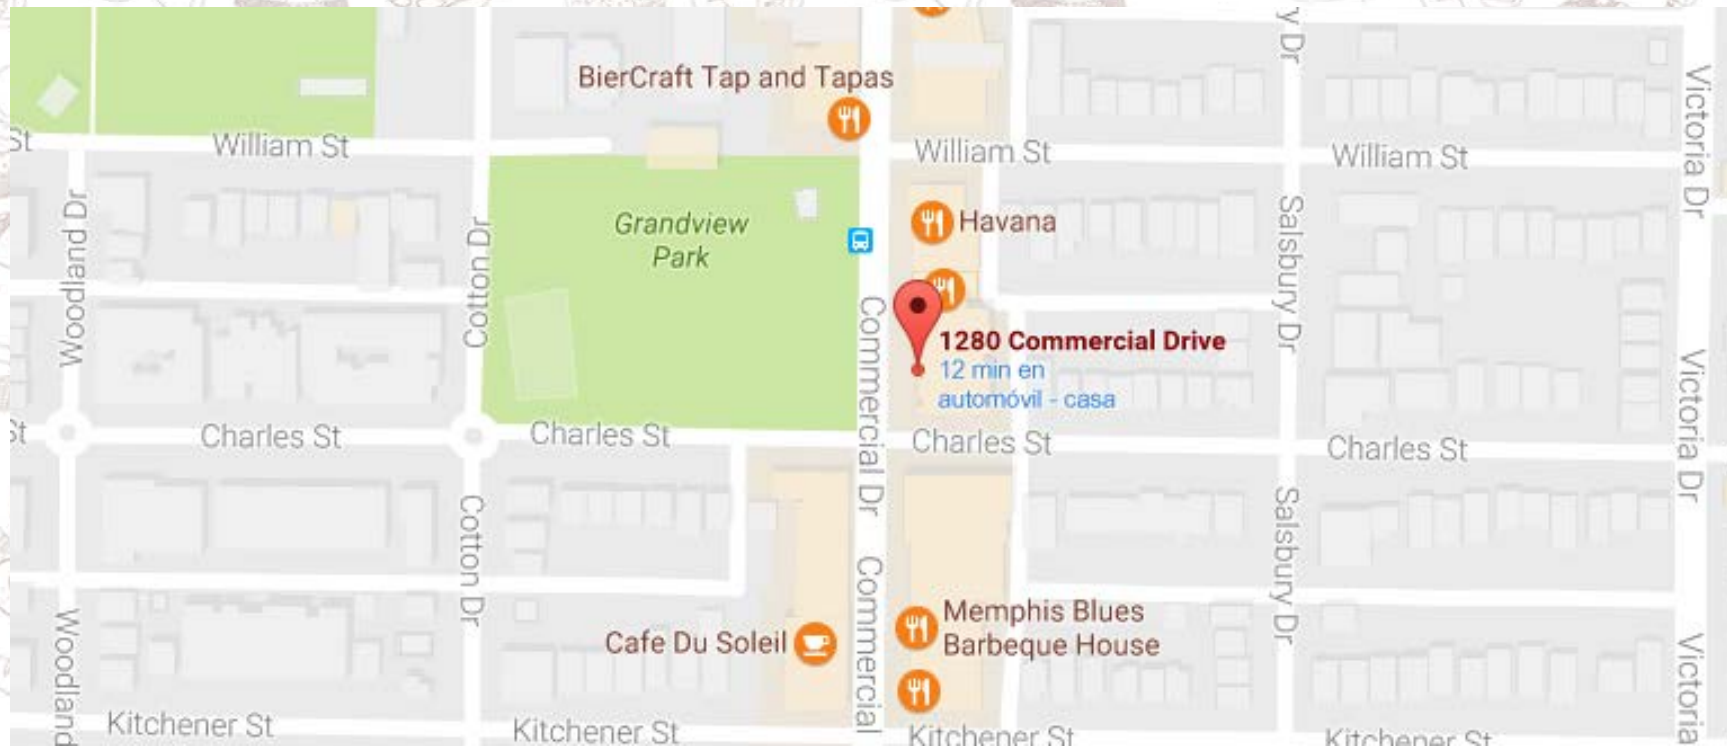 BierCraft Tap and Tapas
y Dr
Victoria Dr
St
William St
William St
William St
Woodland Dr
Cotton Dr
Grandview
Park
Havana
Salsbury Dr
Commercial Dr
1280 Commercial Drive
12 min en
automóvil - casa
Victoria Dr
St
Charles St
Charles St
Charles St
Charles St
Cotton Dr
Salsbury Dr
Commercial
Woodland
Cafe Du Soleil
Memphis Blues
Barbeque House
Victoria
Kitchener St
Kitchener St
Kitchener St
Kitchener St